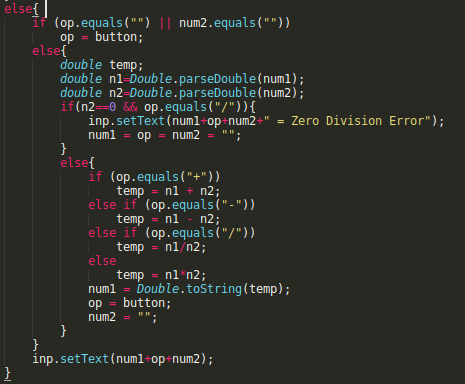 else{
if (op.equals("") || num2.equals(""))
op = button;
else{
double temp;
double n1=Double.parseDouble(num1);
double n2=Double.parseDouble(num2);
if(n2==0 && op.equals("/")){
inp.setText(num1+op+num2+" = Zero Division Error");
num1 = op = num2 = "";
}
else{
if (op.equals("+"))
temp = n1 + n2;
else if (op.equals("-"))
temp = n1 - n2;
else if (op.equals("/"))
temp = n1/n2;
else
temp = n1*n2;
num1 = Double.toString(temp);
op = button;
num2 = "";
}
}
inp.setText(num1+op+num2);
}